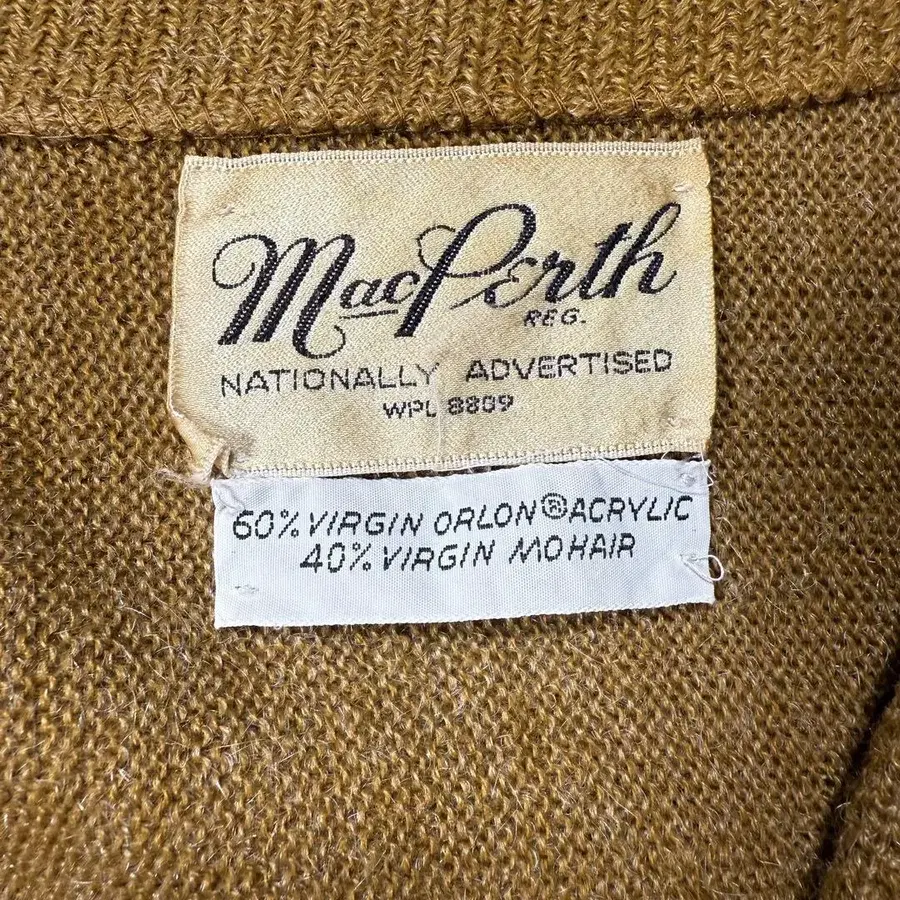 MacPerth
REG.
NATIONALLY ADVERTISED
WPL 8809
60% VIRGIN ORLON® ACRYLIC
40% VIRGIN MOHAIR